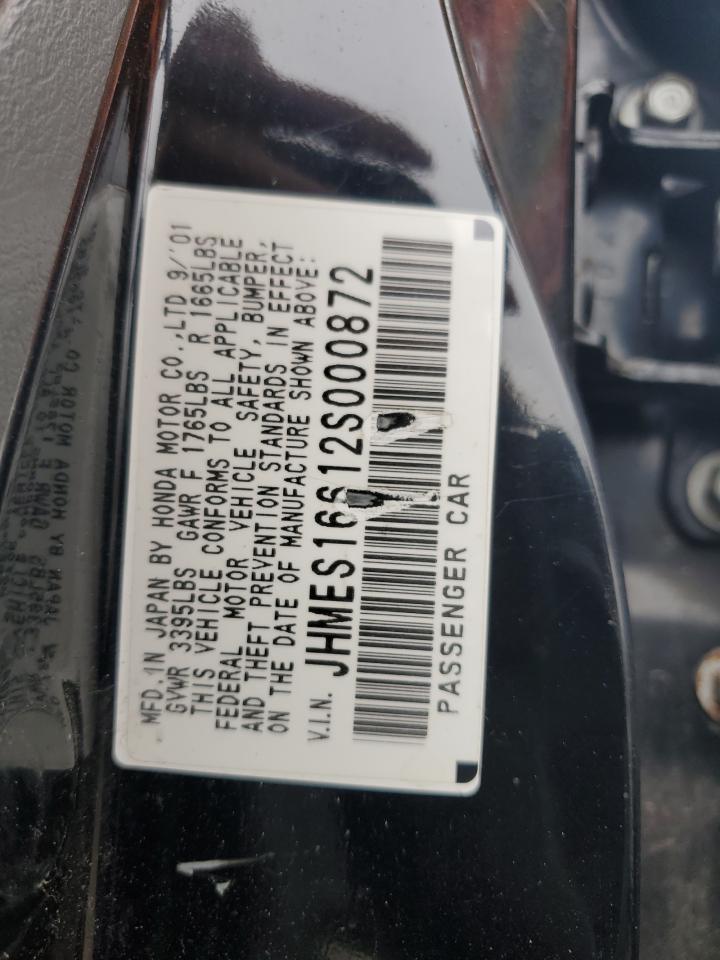 MFD. IN JAPAN BY HONDA MOTOR CO.,LTD 9/'01
GVWR 3395LBS GAWR F 1765LBS R 1665LBS
THIS VEHICLE CONFORMS TO ALL APPLICABLE
FEDERAL MOTOR VEHICLE SAFETY, BUMPER,
AND THEFT PREVENTION STANDARDS IN EFFECT
ON THE DATE OF MANUFACTURE SHOWN ABOVE:
V.I.N. JHMES16612S000872
PASSENGER CAR